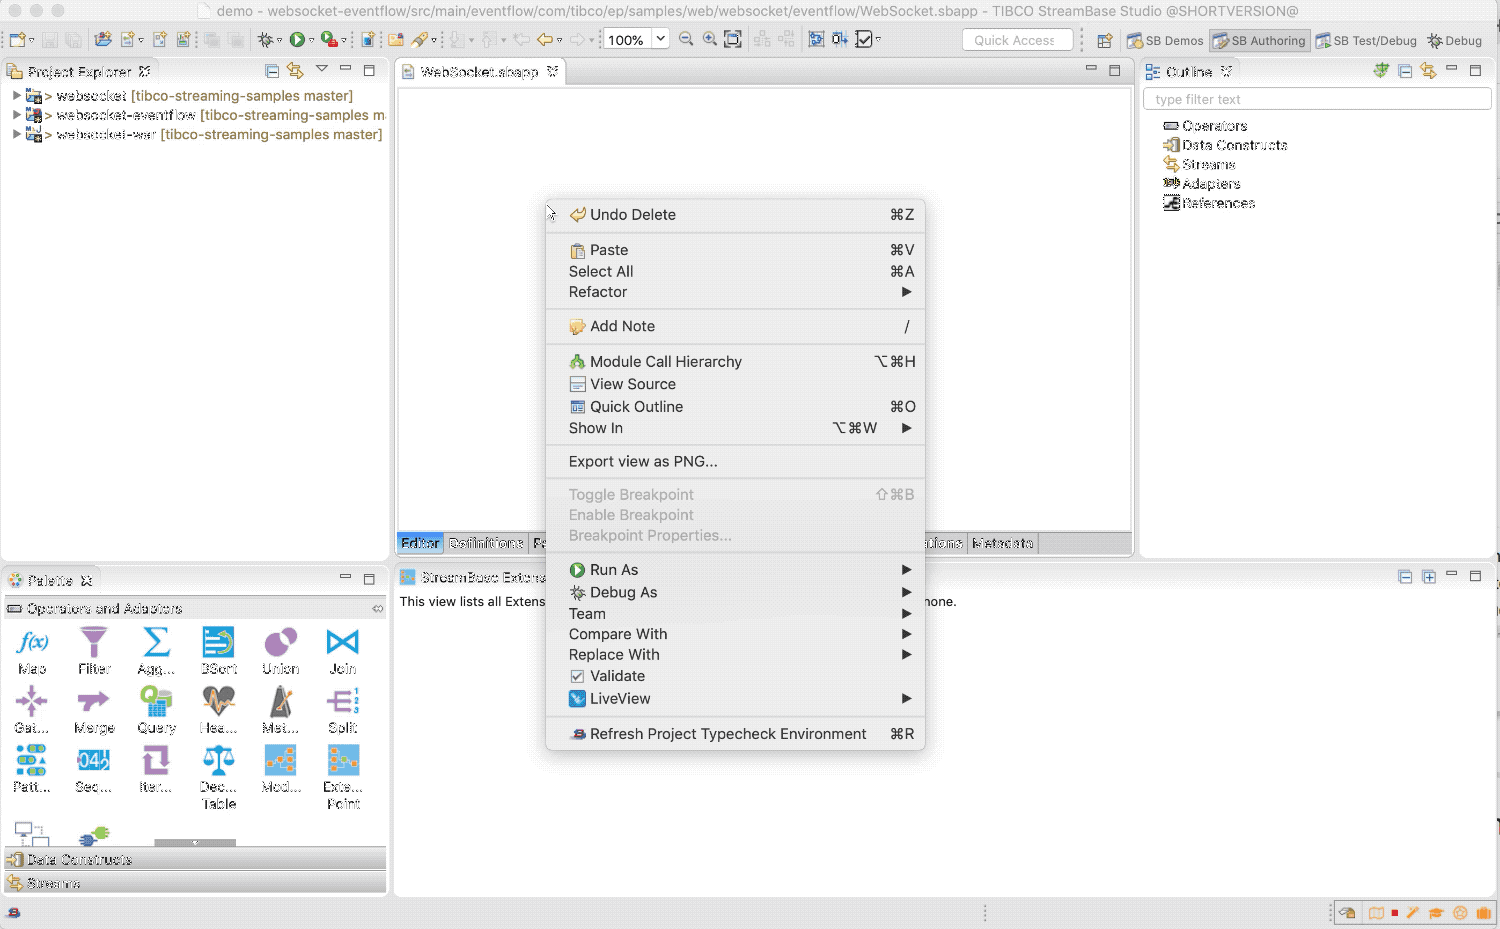 demo - websocket-eventflow/src/main/eventflow/com/tibco/ep/samples/web/websocket/eventflow/WebSocket.sbapp - TIBCO StreamBase Studio @SHORTVERSION@
100%
Quick Access
SB Demos
SB Authoring
SB Test/Debug
Debug
Project Explorer
> websocket [tibco-streaming-samples master]
> websocket-eventflow [tibco-streaming-samples m
> websocket-war [tibco-streaming-samples master]
WebSocket.sbapp
Undo Delete ⌘Z
Paste ⌘V
Select All ⌘A
Refactor ▶
Add Note /
Module Call Hierarchy ⌥⌘H
View Source
Quick Outline ⌘O
Show In ⌥⌘W ▶
Export view as PNG...
Toggle Breakpoint ⇧⌘B
Enable Breakpoint
Breakpoint Properties...
Run As ▶
Debug As ▶
Team ▶
Compare With ▶
Replace With ▶
Validate
LiveView ▶
Refresh Project Typecheck Environment ⌘R
Editor Definitions
ations Metadata
Outline
type filter text
Operators
Data Constructs
Streams
Adapters
References
Palette
Operators and Adapters
f(x)
Map Filter Agg... BSort Union Join
1
2
3
Gat... Merge Query Hea... Met... Split
042
Patt... Seq... Iter... Dec... Table Mod... Exte... Point
Data Constructs
Streams
StreamBase Extens
This view lists all Exten
none.